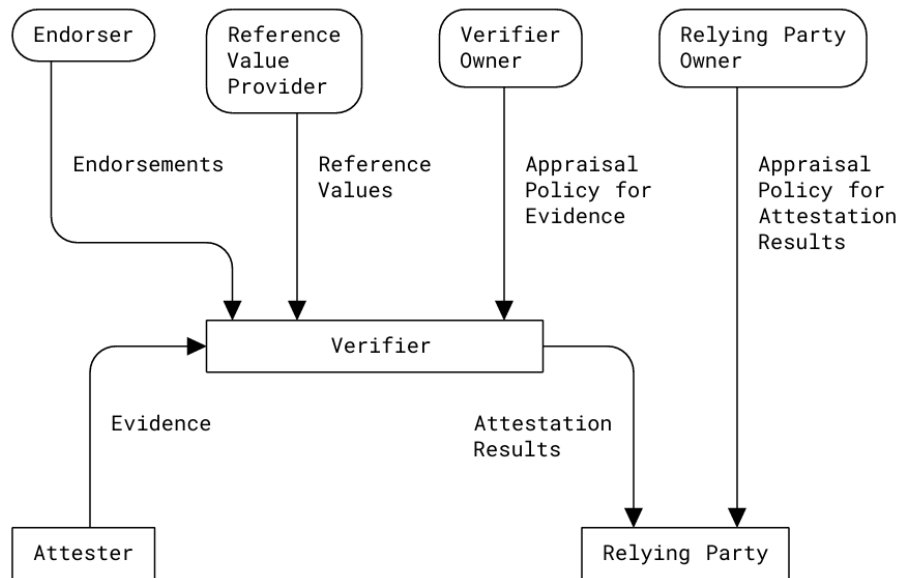 Endorser
Reference
Value
Provider
Verifier
Owner
Relying Party
Owner
Endorsements
Reference
Values
Appraisal
Policy for
Evidence
Appraisal
Policy for
Attestation
Results
Verifier
Evidence
Attestation
Results
Attester
Relying Party